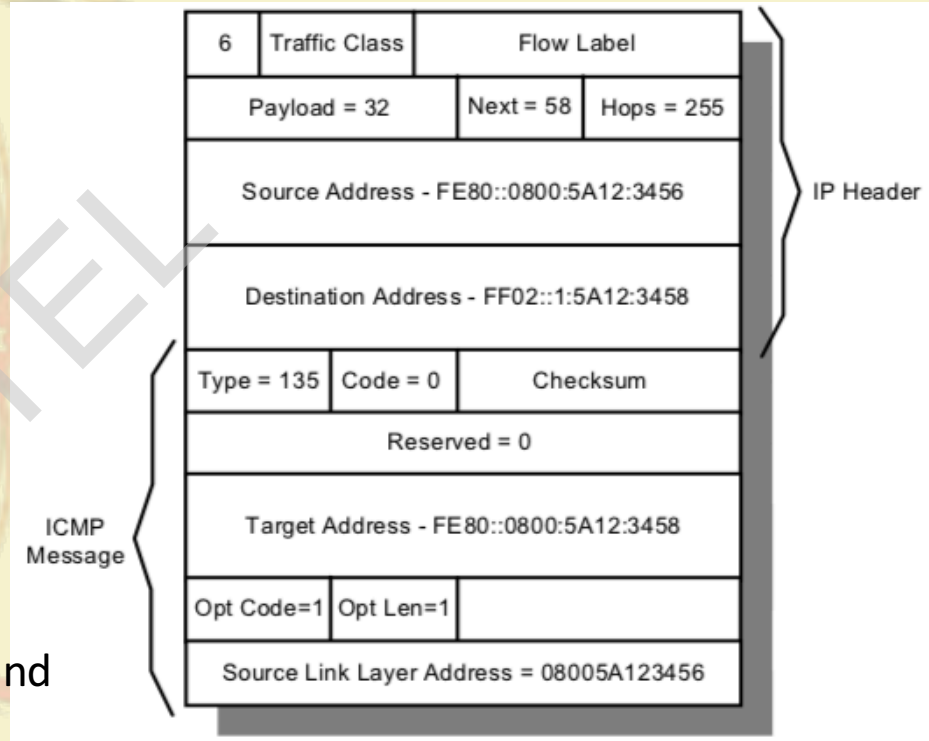 6 Traffic Class Flow Label
Payload = 32 Next = 58 Hops = 255
Source Address - FE80::0800:5A12:3456
IP Header
Destination Address - FF02::1:5A12:3458
Type = 135 Code = 0 Checksum
Reserved = 0
Target Address - FE80::0800:5A12:3458
ICMP
Message
Opt Code=1 Opt Len=1
Source Link Layer Address = 08005A123456
nd